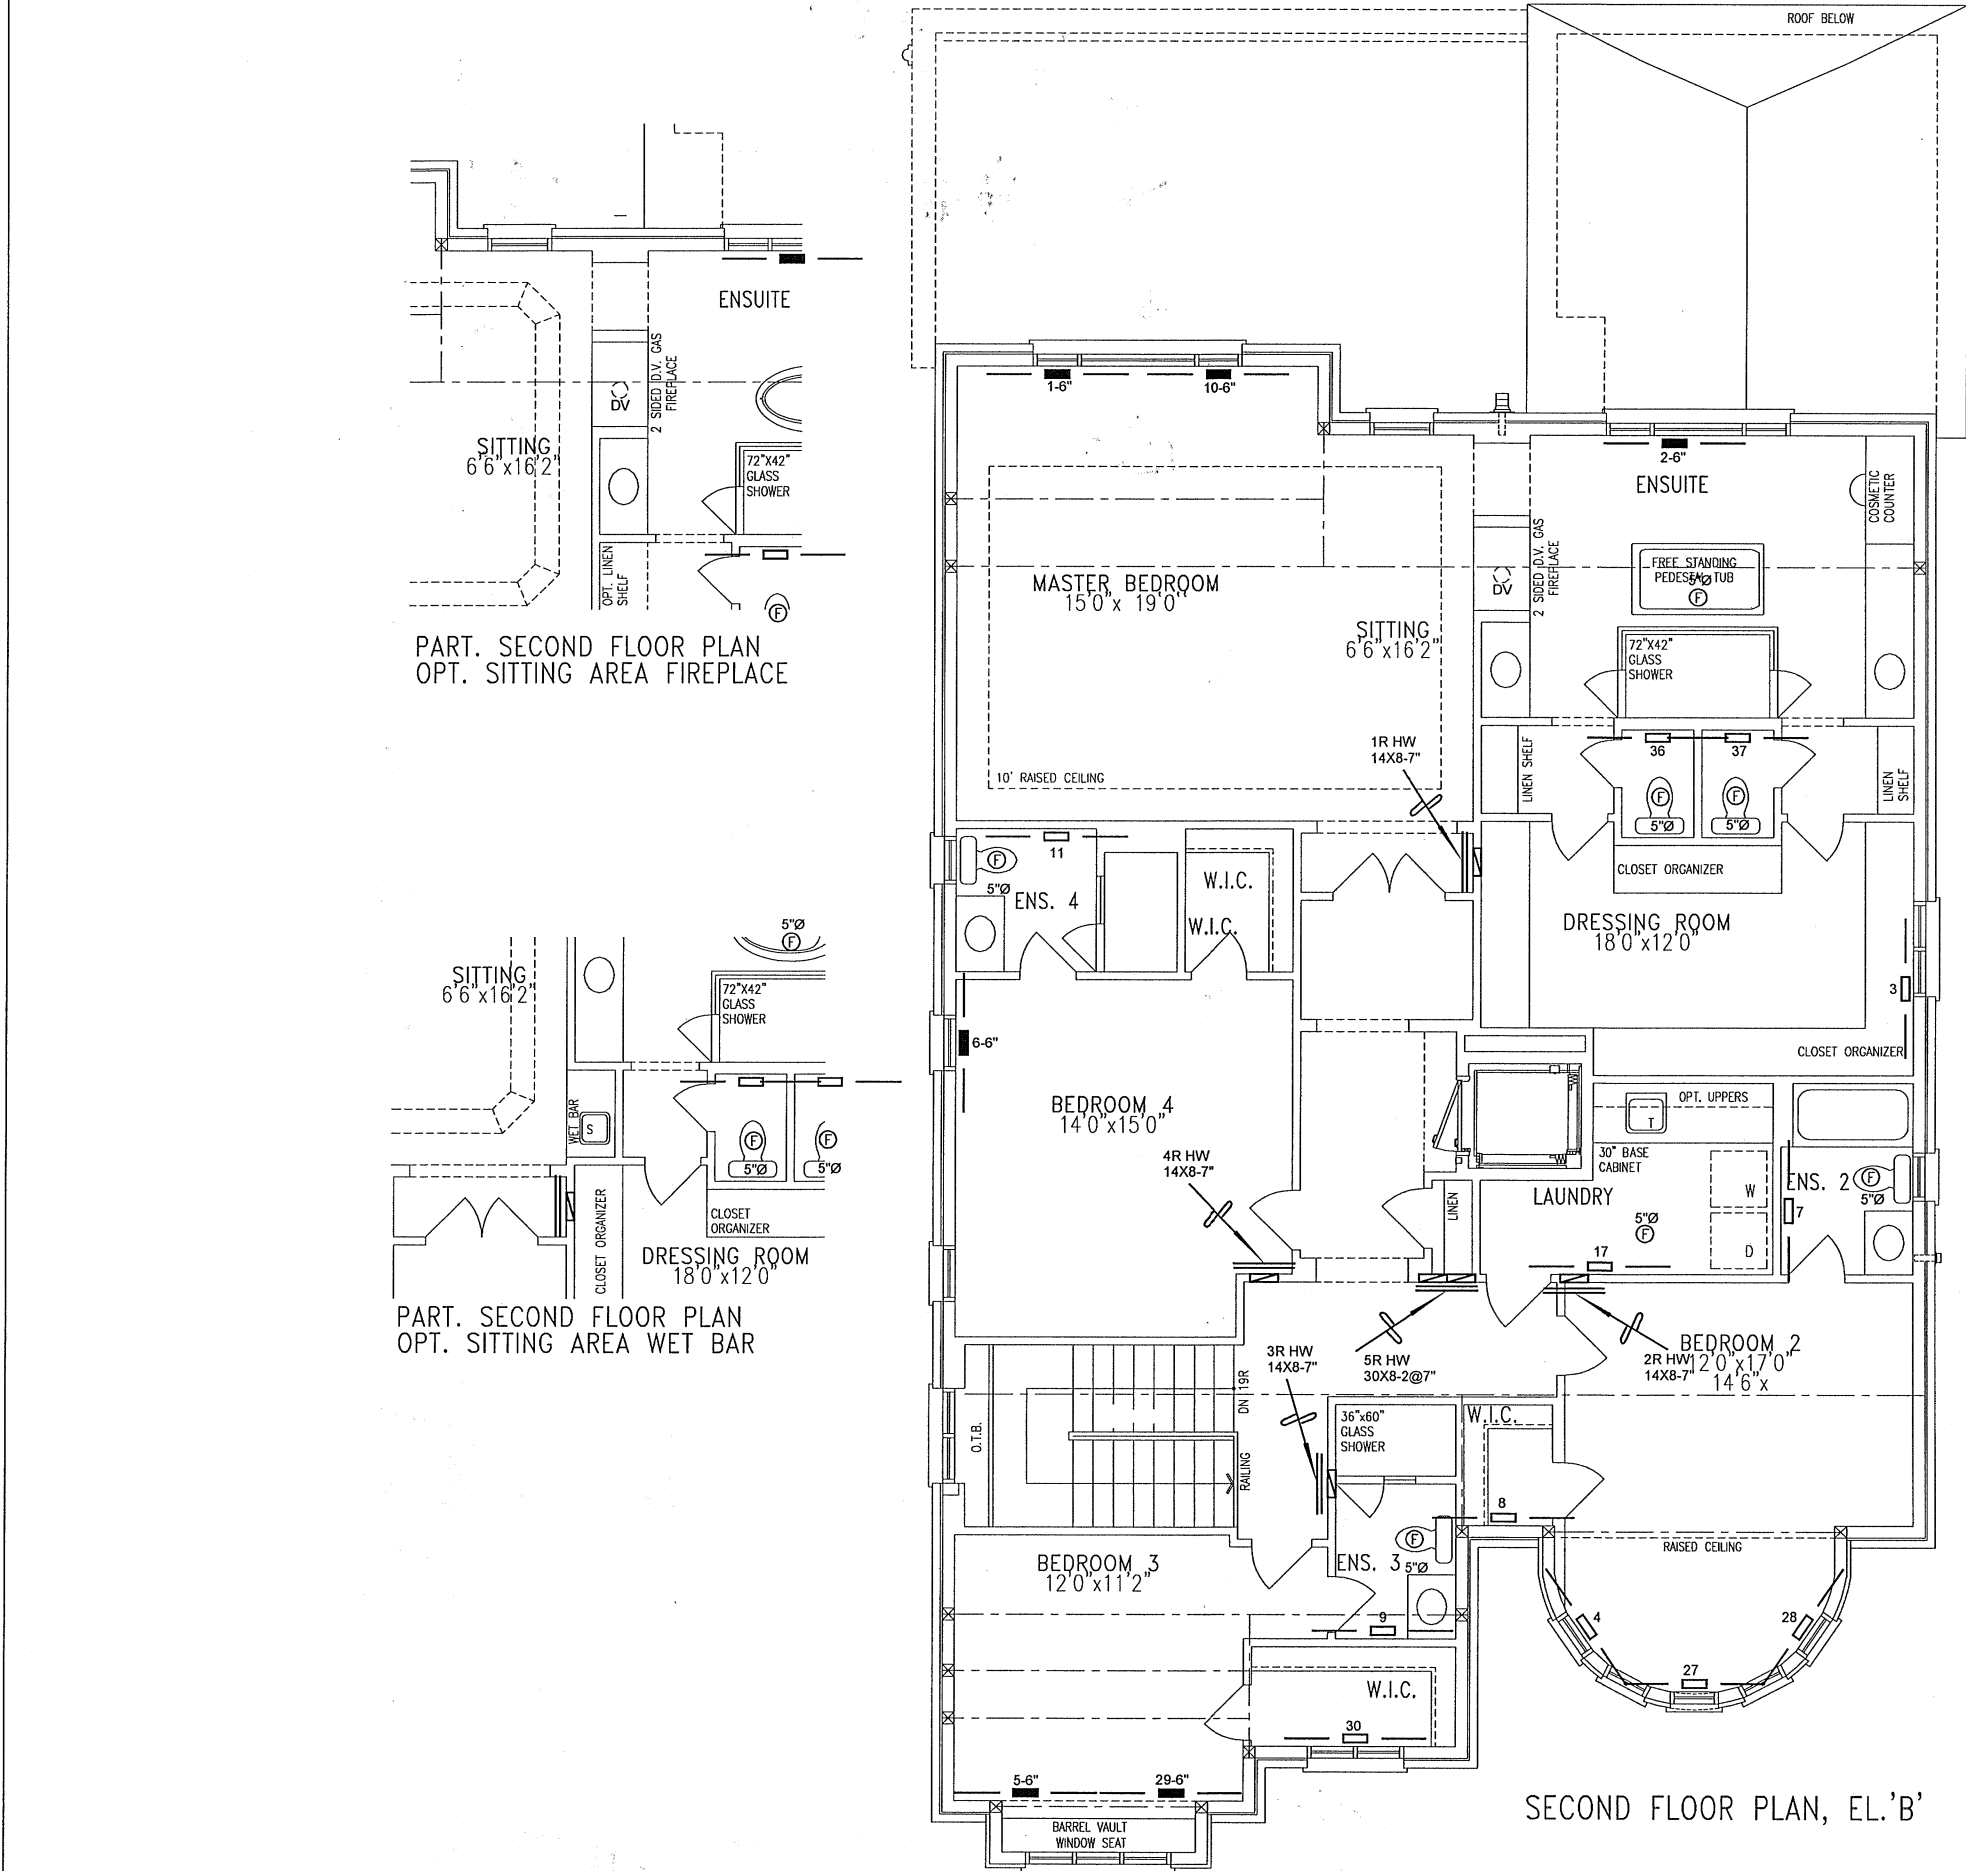 ROOF BELOW
ENSUITE
2 SIDED D.V. GAS
FIREPLACE
DV
SITTING
6'6"x16'2"
72"X42"
GLASS
SHOWER
OPT. LINEN
SHELF
F
PART. SECOND FLOOR PLAN
OPT. SITTING AREA FIREPLACE
5"Ø
F
SITTING
6'6"x16'2"
72"X42"
GLASS
SHOWER
WET BAR
S
F
5"Ø
F
5"Ø
CLOSET ORGANIZER
CLOSET
ORGANIZER
DRESSING ROOM
18'0"x12'0"
PART. SECOND FLOOR PLAN
OPT. SITTING AREA WET BAR
1-6"
10-6"
2-6"
ENSUITE
COSMETIC
COUNTER
2 SIDED D.V. GAS
FIREPLACE
DV
FREE STANDING
PEDESTAL TUB
5"Ø
F
MASTER BEDROOM
15'0"x 19'0"
SITTING
6'6"x16'2"
72"X42"
GLASS
SHOWER
1R HW
14X8-7"
10' RAISED CEILING
LINEN SHELF
36
37
LINEN
SHELF
F
5"Ø
F
5"Ø
11
F
5"Ø
ENS. 4
W.I.C.
W.I.C.
CLOSET ORGANIZER
DRESSING ROOM
18'0"x12'0"
3
CLOSET ORGANIZER
6-6"
BEDROOM 4
14'0"x15'0"
4R HW
14X8-7"
OPT. UPPERS
T
30" BASE
CABINET
LINEN
LAUNDRY
W
D
5"Ø
F
17
ENS. 2
F
5"Ø
7
3R HW
14X8-7"
5R HW
30X8-2@7"
2R HW
14X8-7"
BEDROOM 2
12'0"x17'0"
14'6"x
DN 19R
O.T.B.
RAILING
36"x60"
GLASS
SHOWER
W.I.C.
8
F
5"Ø
ENS. 3
RAISED CEILING
BEDROOM 3
12'0"x11'2"
9
4
28
27
W.I.C.
30
5-6"
29-6"
BARREL VAULT
WINDOW SEAT
SECOND FLOOR PLAN, EL.'B'